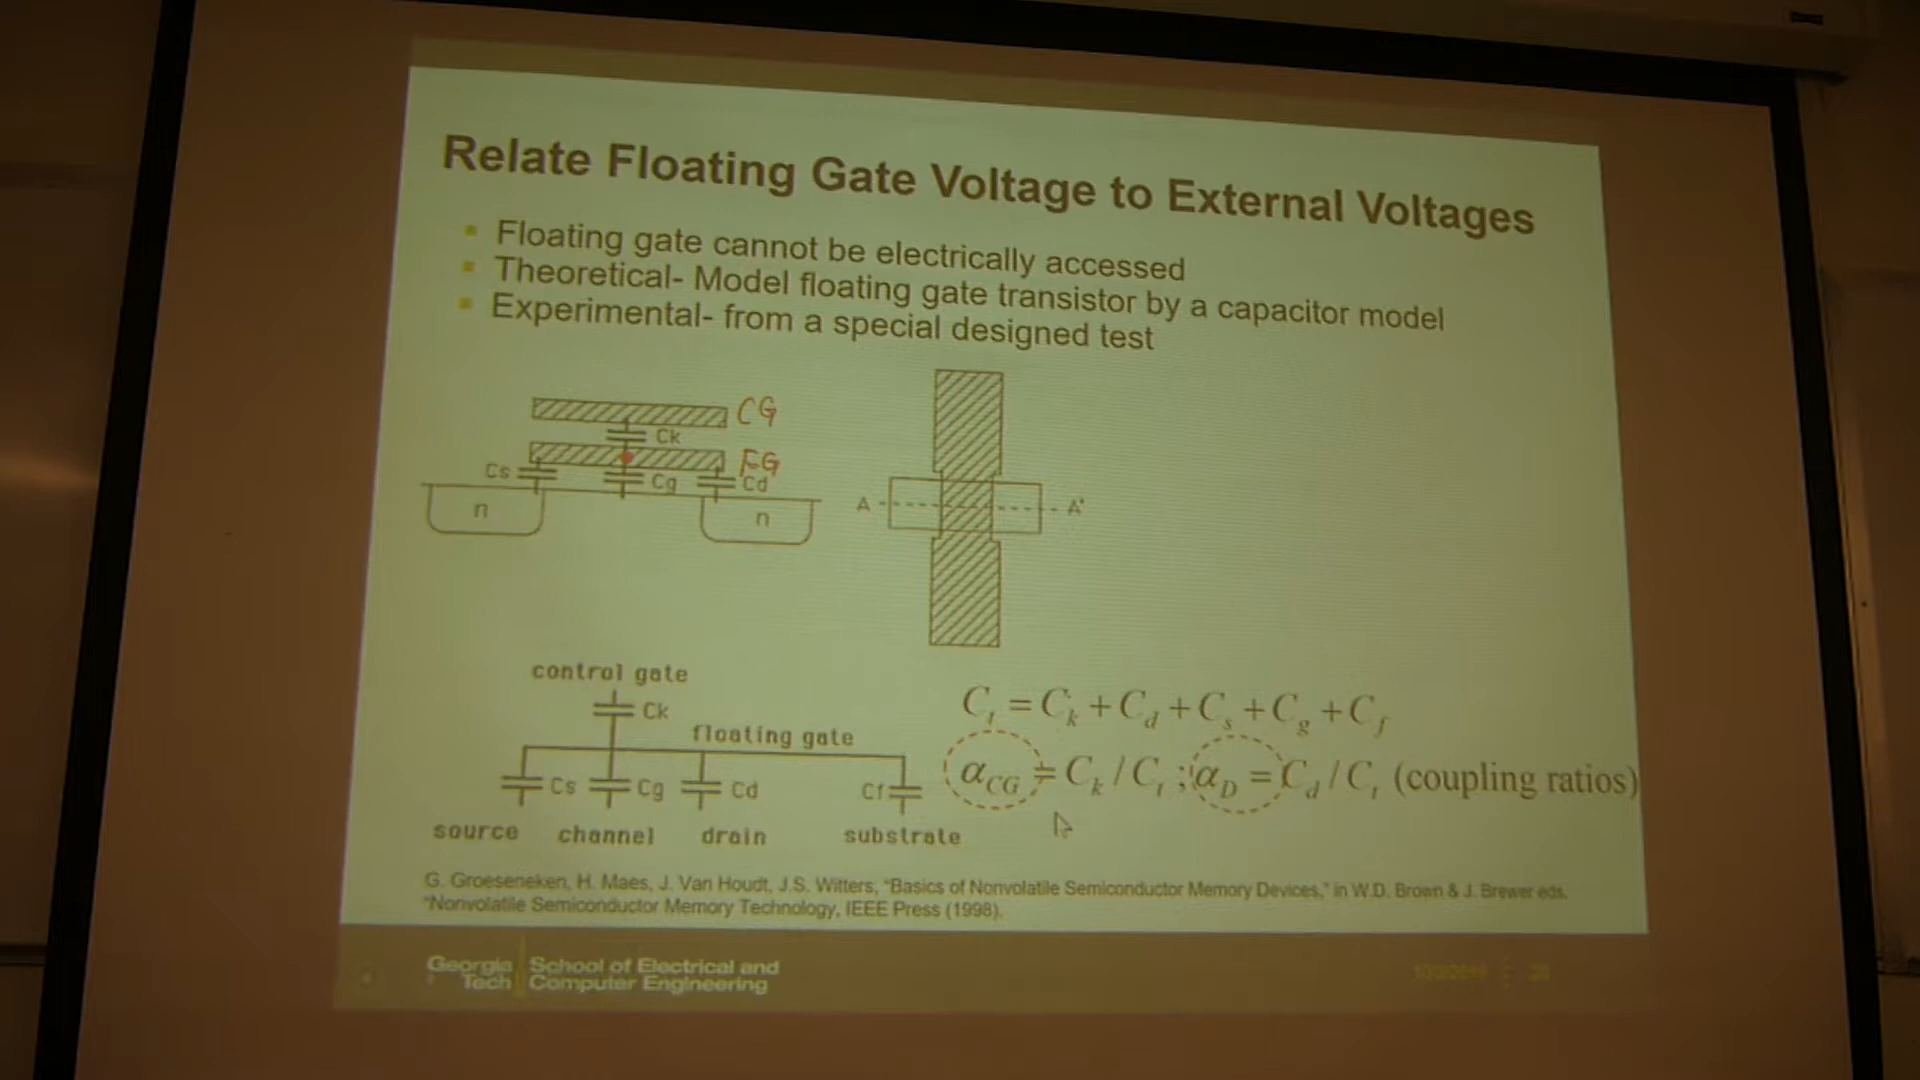 Relate Floating Gate Voltage to External Voltages
Floating gate cannot be electrically accessed
Theoretical- Model floating gate transistor by a capacitor model
Experimental- from a special designed test
CG
Ck
FG
Cs
Cg
Cd
n
n
A
A'
control gate
Ck
floating gate
Cs
Cg
Cd
Cf
source
channel
drain
substrate
C_t = C_k + C_d + C_s + C_g + C_f
α_CG = C_k / C_t ; α_D = C_d / C_t (coupling ratios)
G. Groeseneken, H. Maes, J. Van Houdt, J.S. Witters, "Basics of Nonvolatile Semiconductor Memory Devices," in W.D. Brown & J. Brewer eds.
"Nonvolatile Semiconductor Memory Technology, IEEE Press (1998).
Georgia Tech
School of Electrical and
Computer Engineering